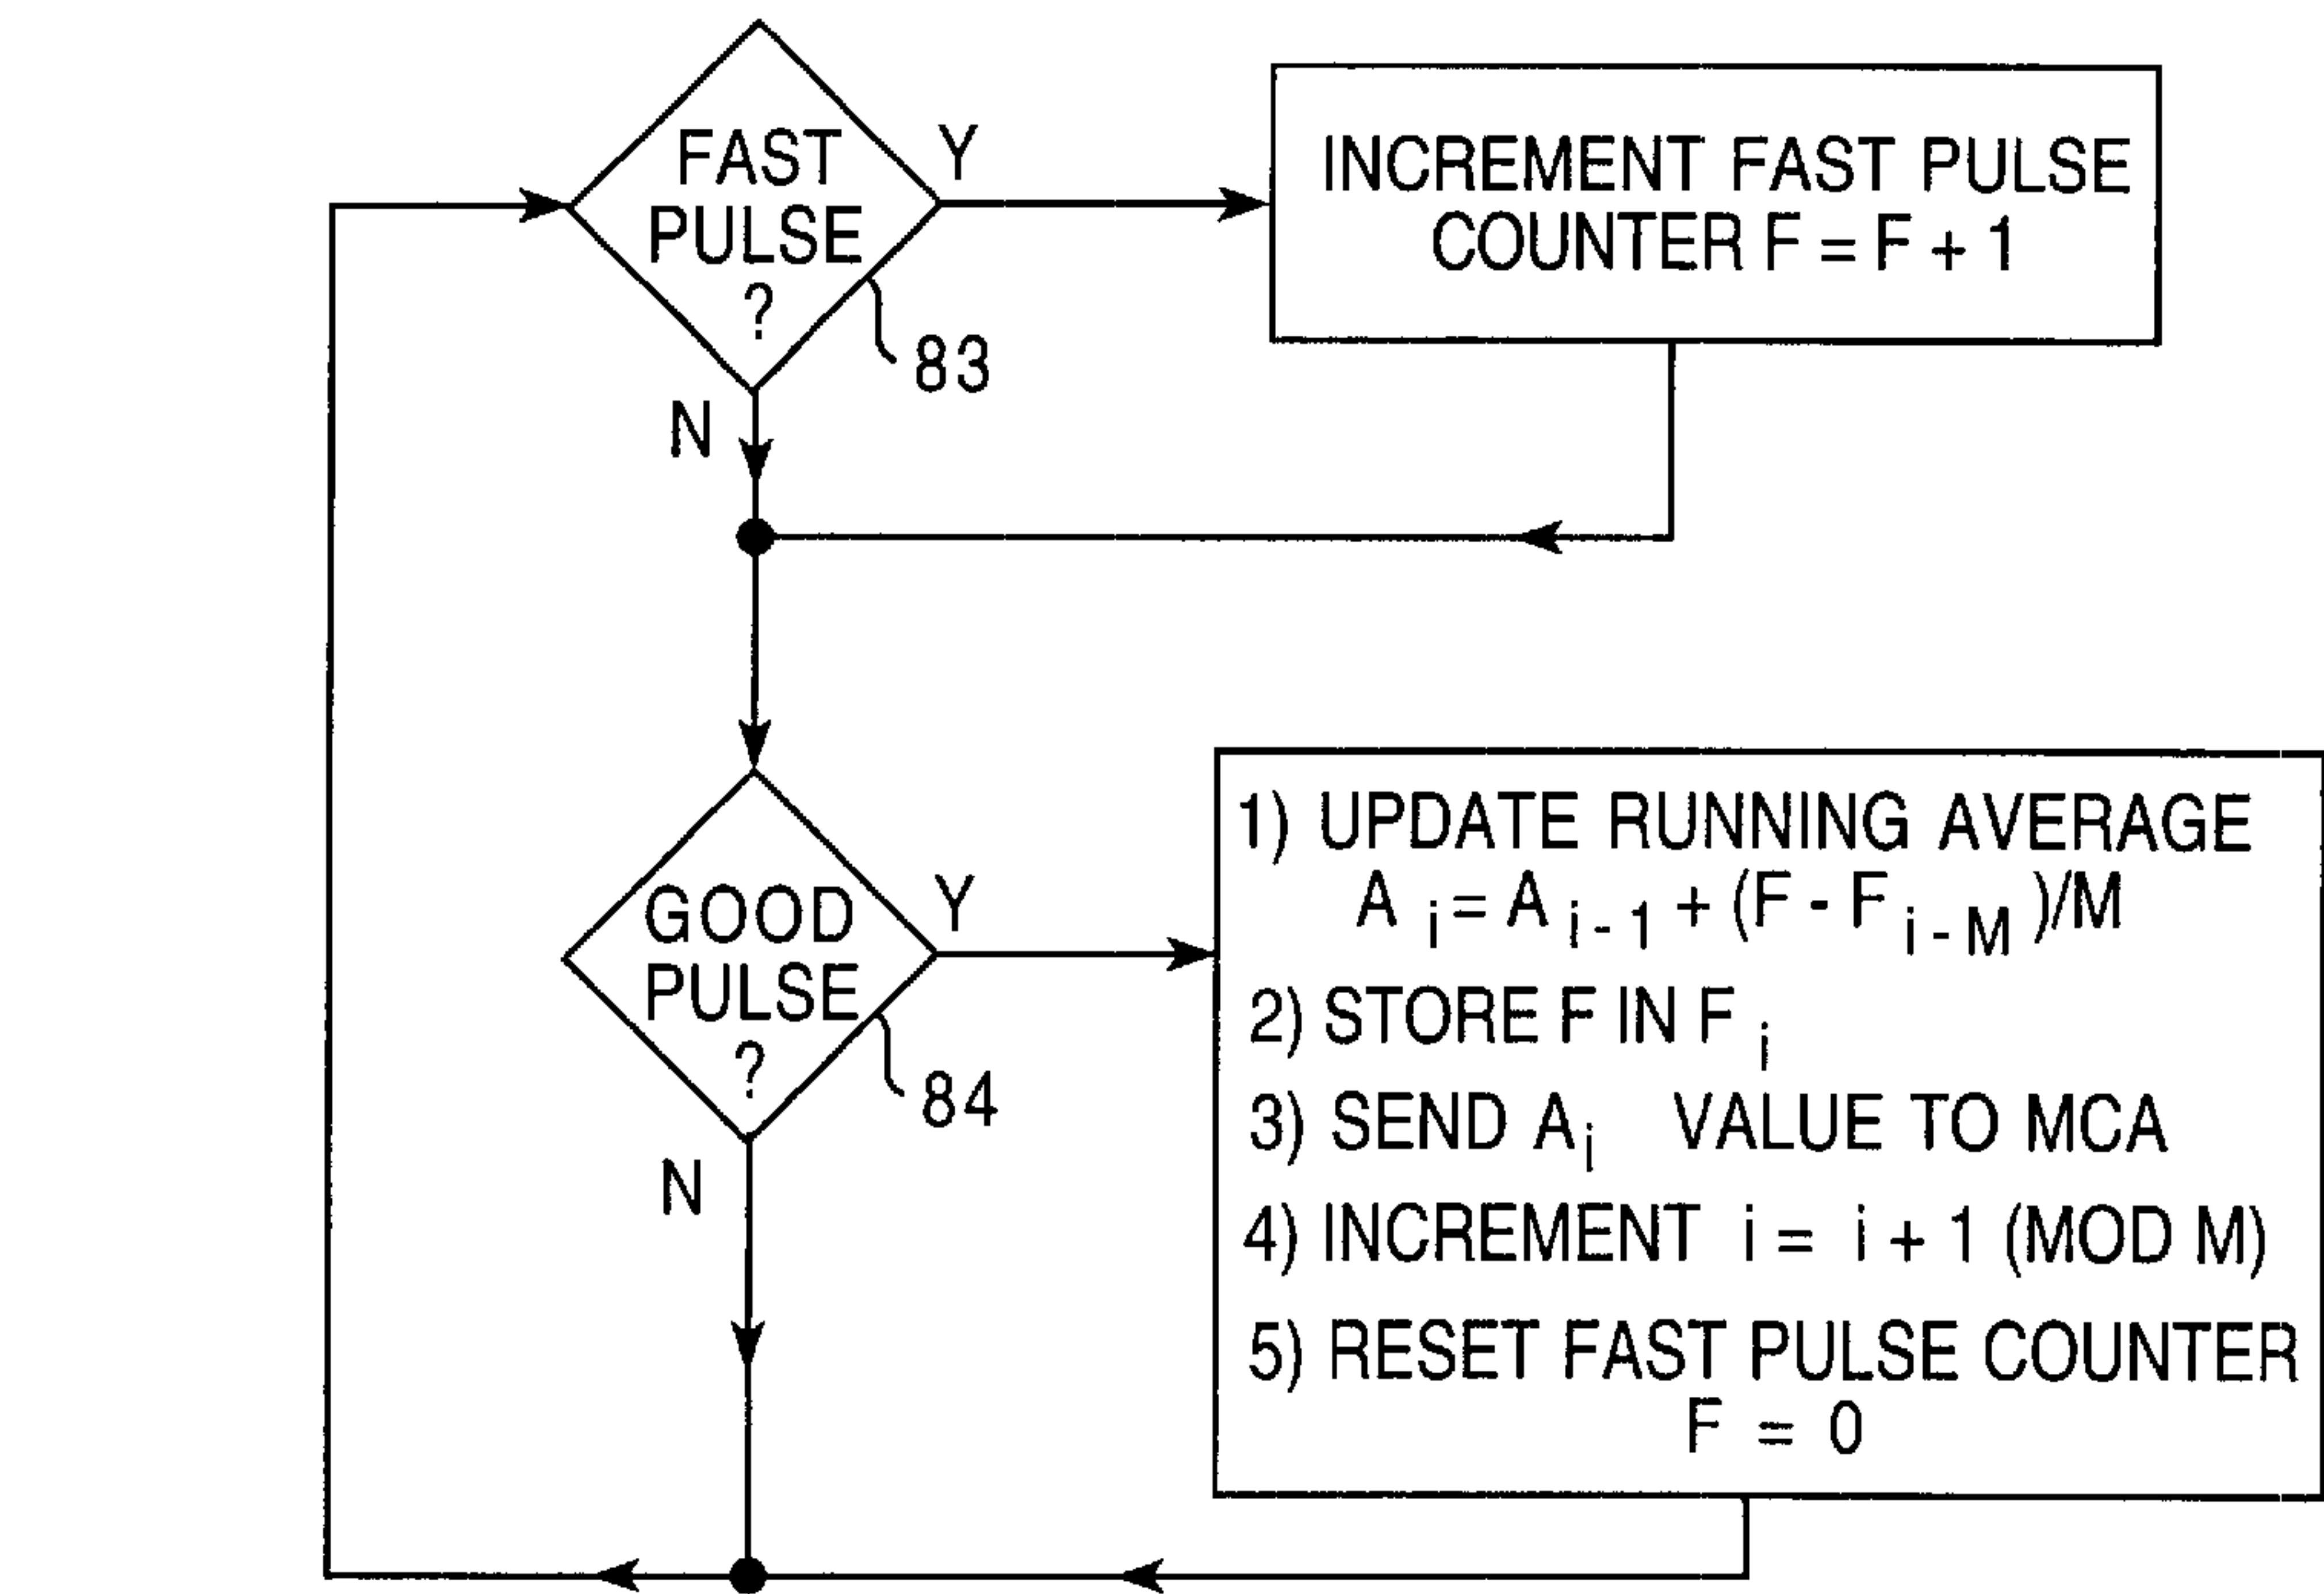 FAST
PULSE
?
Y
N
83
INCREMENT FAST PULSE
COUNTER F = F + 1
GOOD
PULSE
?
Y
N
84
1) UPDATE RUNNING AVERAGE
A i = A i - 1 + (F - F i - M )/M
2) STORE F IN F i
3) SEND A i VALUE TO MCA
4) INCREMENT i = i + 1 (MOD M)
5) RESET FAST PULSE COUNTER
F = 0